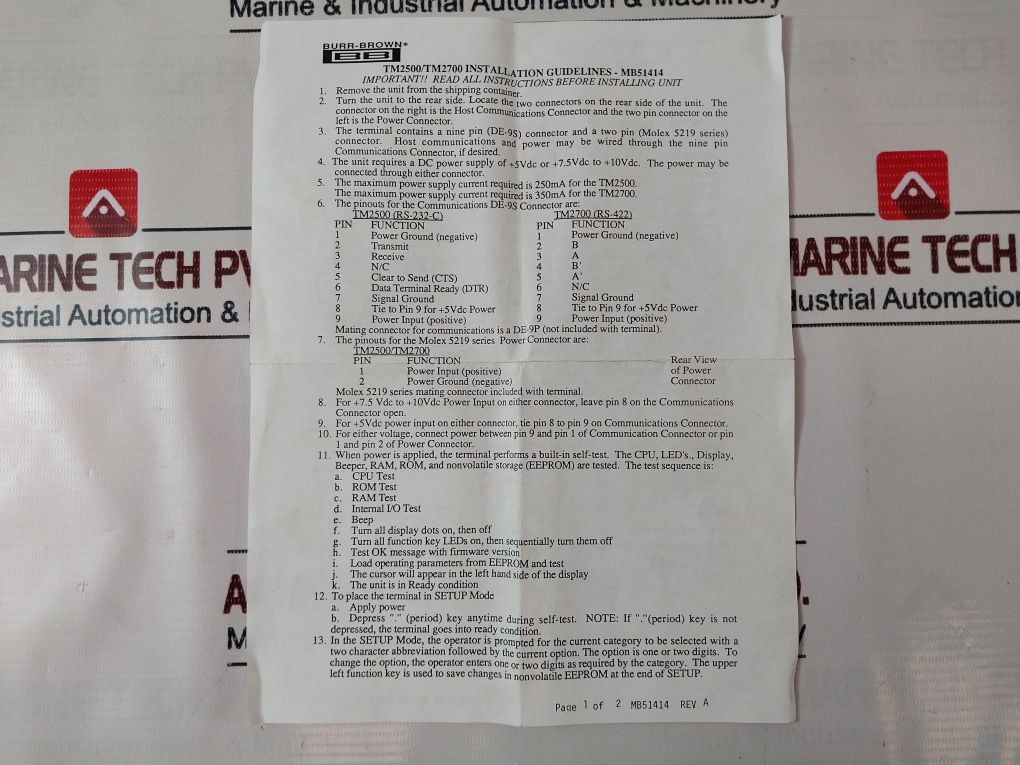 Marine & Industrial Automation & Machinery
BURR-BROWN®
BB
TM2500/TM2700 INSTALLATION GUIDELINES - MB51414
IMPORTANT!! READ ALL INSTRUCTIONS BEFORE INSTALLING UNIT
1. Remove the unit from the shipping container.
2. Turn the unit to the rear side. Locate the two connectors on the rear side of the unit. The
connector on the right is the Host Communications Connector and the two pin connector on the
left is the Power Connector.
3. The terminal contains a nine pin (DE-9S) connector and a two pin (Molex 5219 series)
connector. Host communications and power may be wired through the nine pin
Communications Connector, if desired.
4. The unit requires a DC power supply of +5Vdc or +7.5Vdc to +10Vdc. The power may be
connected through either connector.
5. The maximum power supply current required is 250mA for the TM2500.
The maximum power supply current required is 350mA for the TM2700.
6. The pinouts for the Communications DE-9S Connector are:
TM2500 (RS-232-C) TM2700 (RS-422)
PIN FUNCTION PIN FUNCTION
1 Power Ground (negative) 1 Power Ground (negative)
2 Transmit 2 B
3 Receive 3 A
4 N/C 4 B'
5 Clear to Send (CTS) 5 A'
6 Data Terminal Ready (DTR) 6 N/C
7 Signal Ground 7 Signal Ground
8 Tie to Pin 9 for +5Vdc Power 8 Tie to Pin 9 for +5Vdc Power
9 Power Input (positive) 9 Power Input (positive)
Mating connector for communications is a DE-9P (not included with terminal).
7. The pinouts for the Molex 5219 series Power Connector are:
TM2500/TM2700
PIN FUNCTION Rear View
1 Power Input (positive) of Power
2 Power Ground (negative) Connector
Molex 5219 series mating connector included with terminal.
8. For +7.5 Vdc to +10Vdc Power Input on either connector, leave pin 8 on the Communications
Connector open.
9. For +5Vdc power input on either connector, tie pin 8 to pin 9 on Communications Connector.
10. For either voltage, connect power between pin 9 and pin 1 of Communication Connector or pin
1 and pin 2 of Power Connector.
11. When power is applied, the terminal performs a built-in self-test. The CPU, LED's., Display,
Beeper, RAM, ROM, and nonvolatile storage (EEPROM) are tested. The test sequence is:
a. CPU Test
b. ROM Test
c. RAM Test
d. Internal I/O Test
e. Beep
f. Turn all display dots on, then off
g. Turn all function key LEDs on, then sequentially turn them off
h. Test OK message with firmware version
i. Load operating parameters from EEPROM and test
j. The cursor will appear in the left hand side of the display
k. The unit is in Ready condition
12. To place the terminal in SETUP Mode
a. Apply power
b. Depress "." (period) key anytime during self-test. NOTE: If "."(period) key is not
depressed, the terminal goes into ready condition.
13. In the SETUP Mode, the operator is prompted for the current category to be selected with a
two character abbreviation followed by the current option. The option is one or two digits. To
change the option, the operator enters one or two digits as required by the category. The upper
left function key is used to save changes in nonvolatile EEPROM at the end of SETUP.
Page 1 of 2 MB51414 REV A
ARINE TECH PV
strial Automation &
MARINE TECH
dustrial Automation
A
M
D.